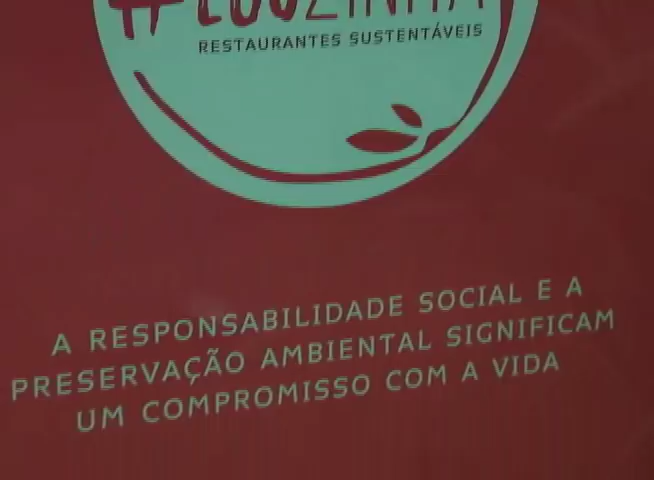 RESTAURANTES SUSTENTÁVEIS
A RESPONSABILIDADE SOCIAL E A
PRESERVAÇÃO AMBIENTAL SIGNIFICAM
UM COMPROMISSO COM A VIDA